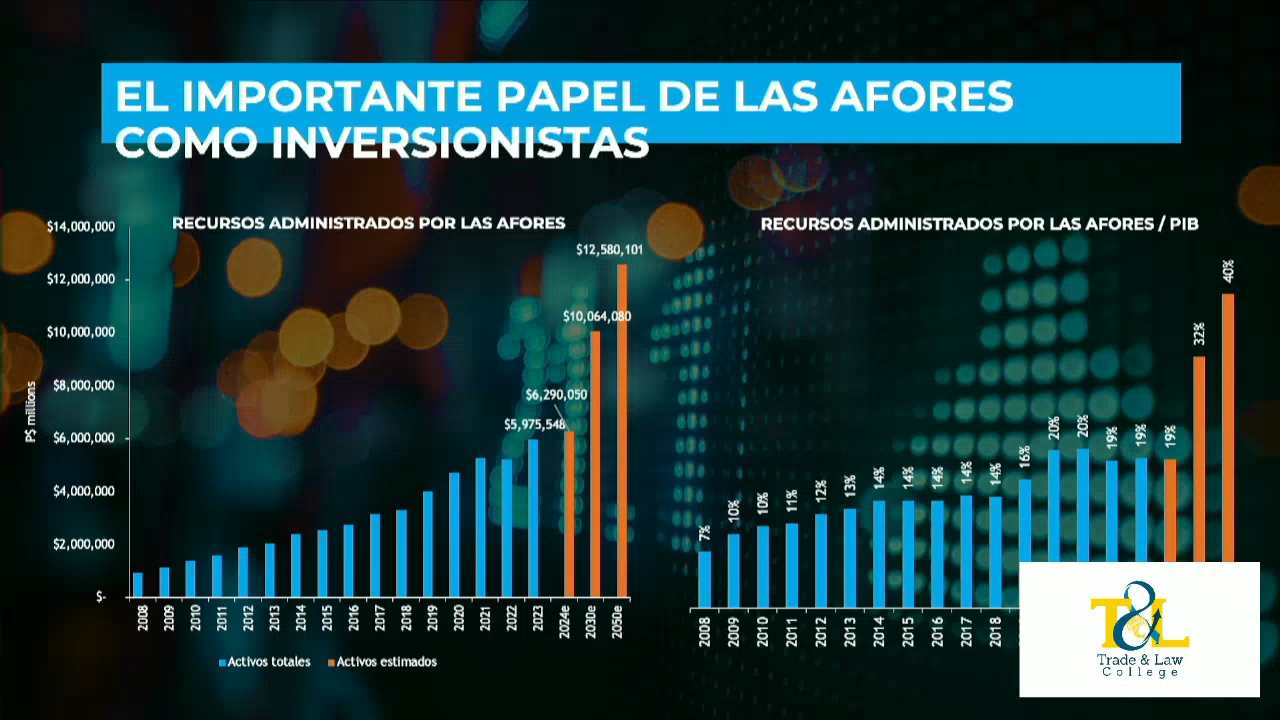 EL IMPORTANTE PAPEL DE LAS AFORES
COMO INVERSIONISTAS
RECURSOS ADMINISTRADOS POR LAS AFORES
P$ millions
$14,000,000
$12,000,000
$10,000,000
$8,000,000
$6,000,000
$4,000,000
$2,000,000
$-
$5,975,548
$6,290,050
$10,064,080
$12,580,101
2008 2009 2010 2011 2012 2013 2014 2015 2016 2017 2018 2019 2020 2021 2022 2023 2024e 2030e 2050e
Activos totales Activos estimados
RECURSOS ADMINISTRADOS POR LAS AFORES / PIB
7% 10% 10% 11% 12% 13% 14% 14% 14% 14% 14% 16% 20% 20% 19% 19% 19% 32% 40%
2008 2009 2010 2011 2012 2013 2014 2015 2016 2017 2018
T&L
Trade & Law
College